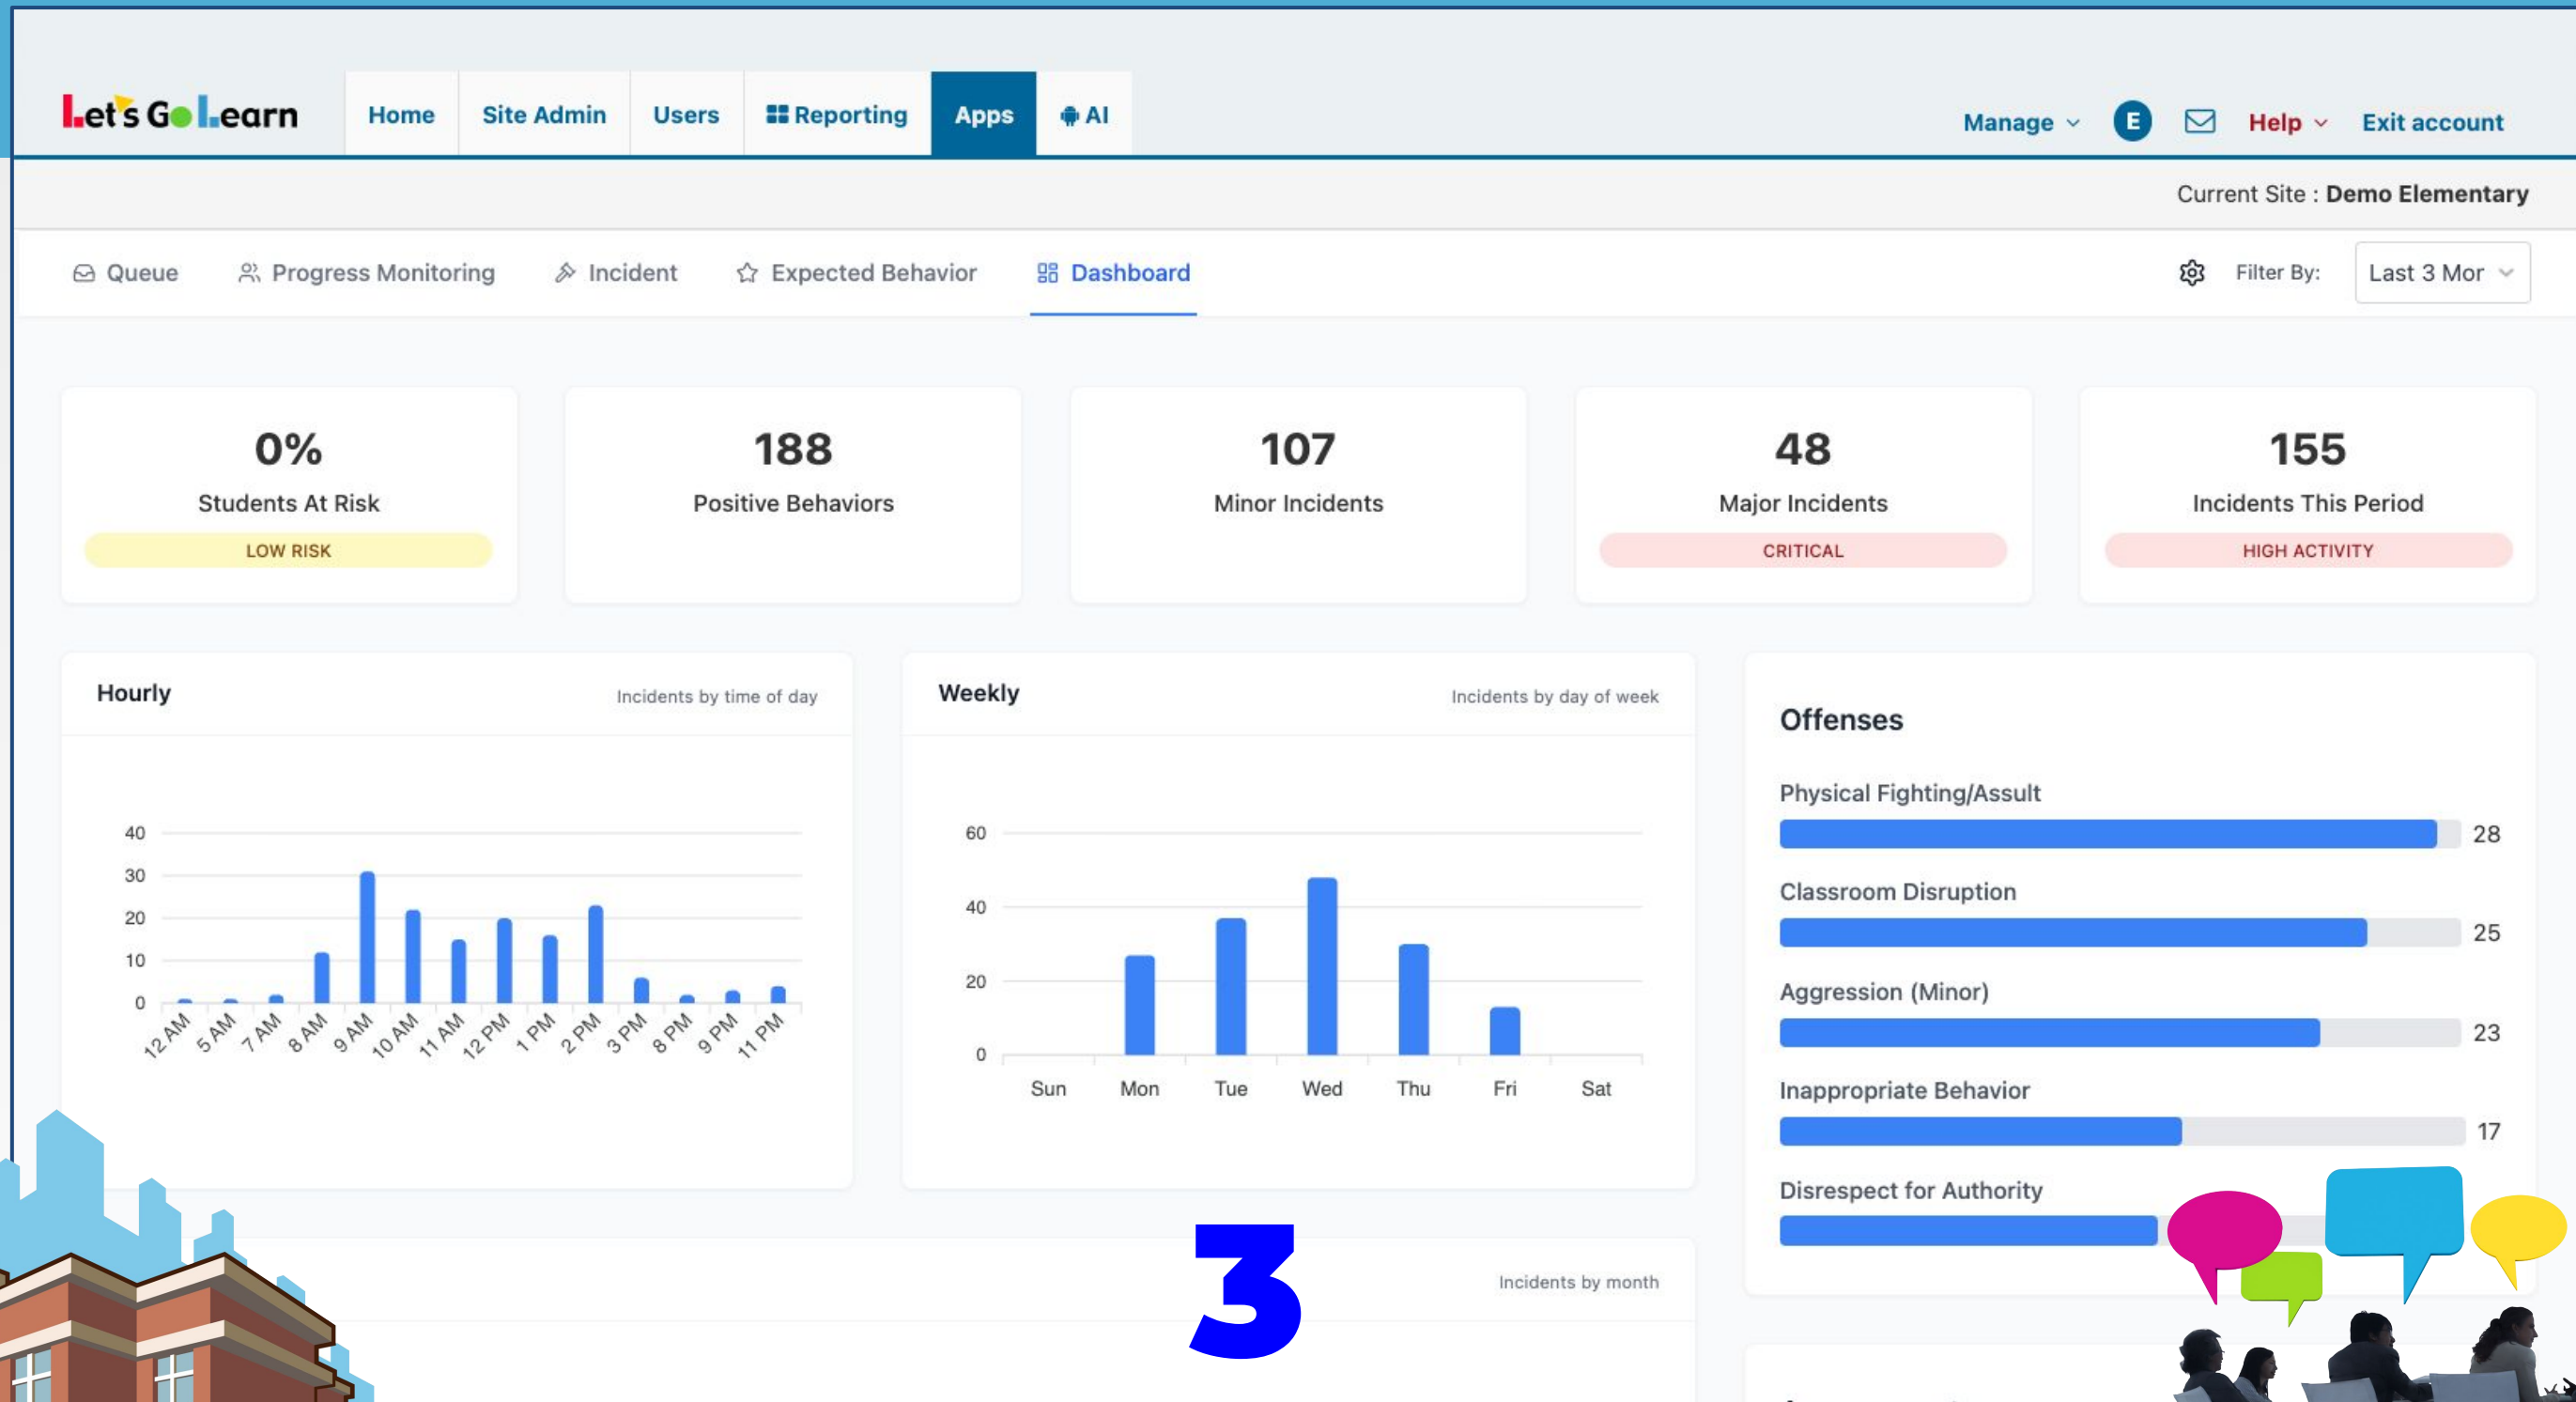 Let's Go Learn
Home Site Admin Users Reporting Apps AI
Manage E Help Exit account
Current Site : Demo Elementary
Queue Progress Monitoring Incident Expected Behavior Dashboard
Filter By: Last 3 Mor
0%
Students At Risk
LOW RISK
188
Positive Behaviors
107
Minor Incidents
48
Major Incidents
CRITICAL
155
Incidents This Period
HIGH ACTIVITY
Hourly Incidents by time of day
40
30
20
10
0
12 AM 5 AM 7 AM 8 AM 9 AM 10 AM 11 AM 12 PM 1 PM 2 PM 3 PM 8 PM 9 PM 11 PM
Weekly Incidents by day of week
60
40
20
0
Sun Mon Tue Wed Thu Fri Sat
Offenses
Physical Fighting/Assult
28
Classroom Disruption
25
Aggression (Minor)
23
Inappropriate Behavior
17
Disrespect for Authority
Incidents by month
3